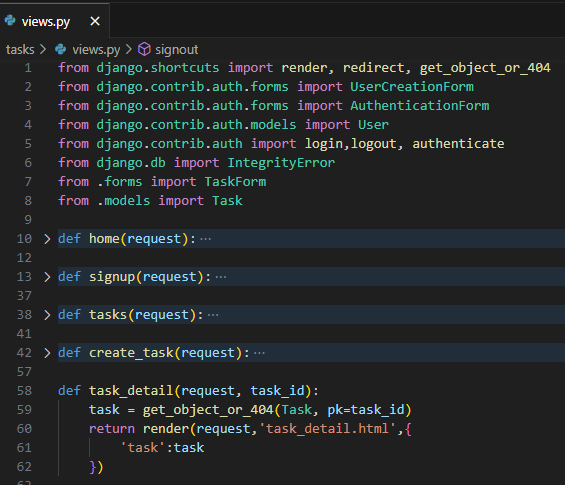 views.py
tasks > views.py > signout
1 from django.shortcuts import render, redirect, get_object_or_404
2 from django.contrib.auth.forms import UserCreationForm
3 from django.contrib.auth.forms import AuthenticationForm
4 from django.contrib.auth.models import User
5 from django.contrib.auth import login,logout, authenticate
6 from django.db import IntegrityError
7 from .forms import TaskForm
8 from .models import Task
9
10 def home(request): ···
12
13 def signup(request): ···
37
38 def tasks(request): ···
41
42 def create_task(request): ···
57
58 def task_detail(request, task_id):
59     task = get_object_or_404(Task, pk=task_id)
60     return render(request,'task_detail.html',{
61         'task':task
62     })